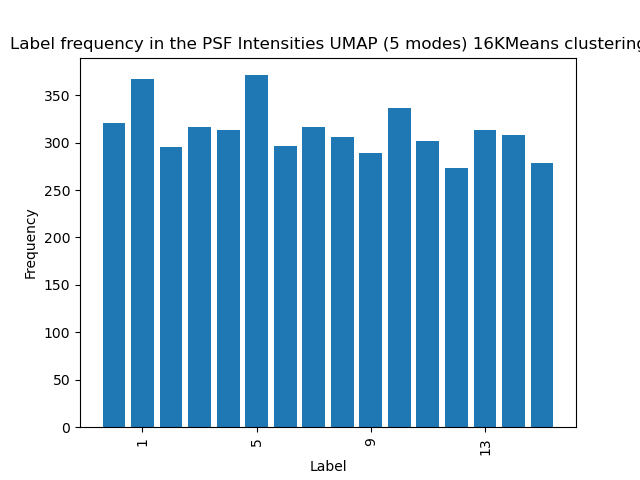 Label frequency in the PSF Intensities UMAP (5 modes) 16KMeans clustering
350
300
250
200
150
100
50
0
Frequency
1 5 9 13
Label